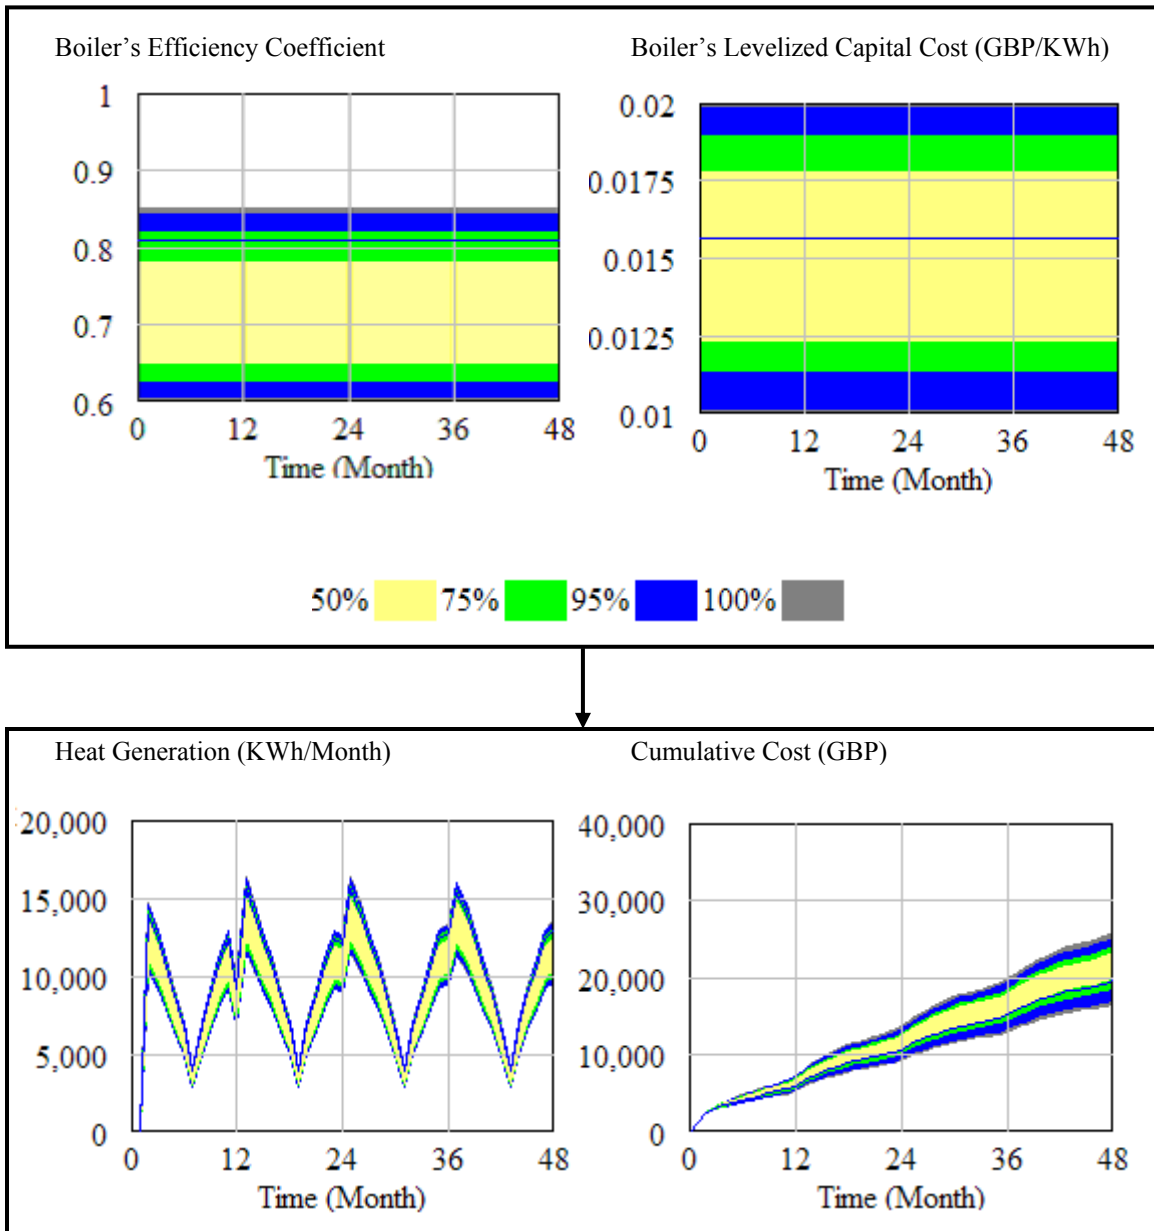 Boiler’s Efficiency Coefficient
Boiler’s Levelized Capital Cost (GBP/KWh)
1
0.9
0.8
0.7
0.6
0 12 24 36 48
Time (Month)
0.02
0.0175
0.015
0.0125
0.01
0 12 24 36 48
Time (Month)
50% 75% 95% 100%
Heat Generation (KWh/Month)
Cumulative Cost (GBP)
20,000
15,000
10,000
5,000
0
0 12 24 36 48
Time (Month)
40,000
30,000
20,000
10,000
0
0 12 24 36 48
Time (Month)